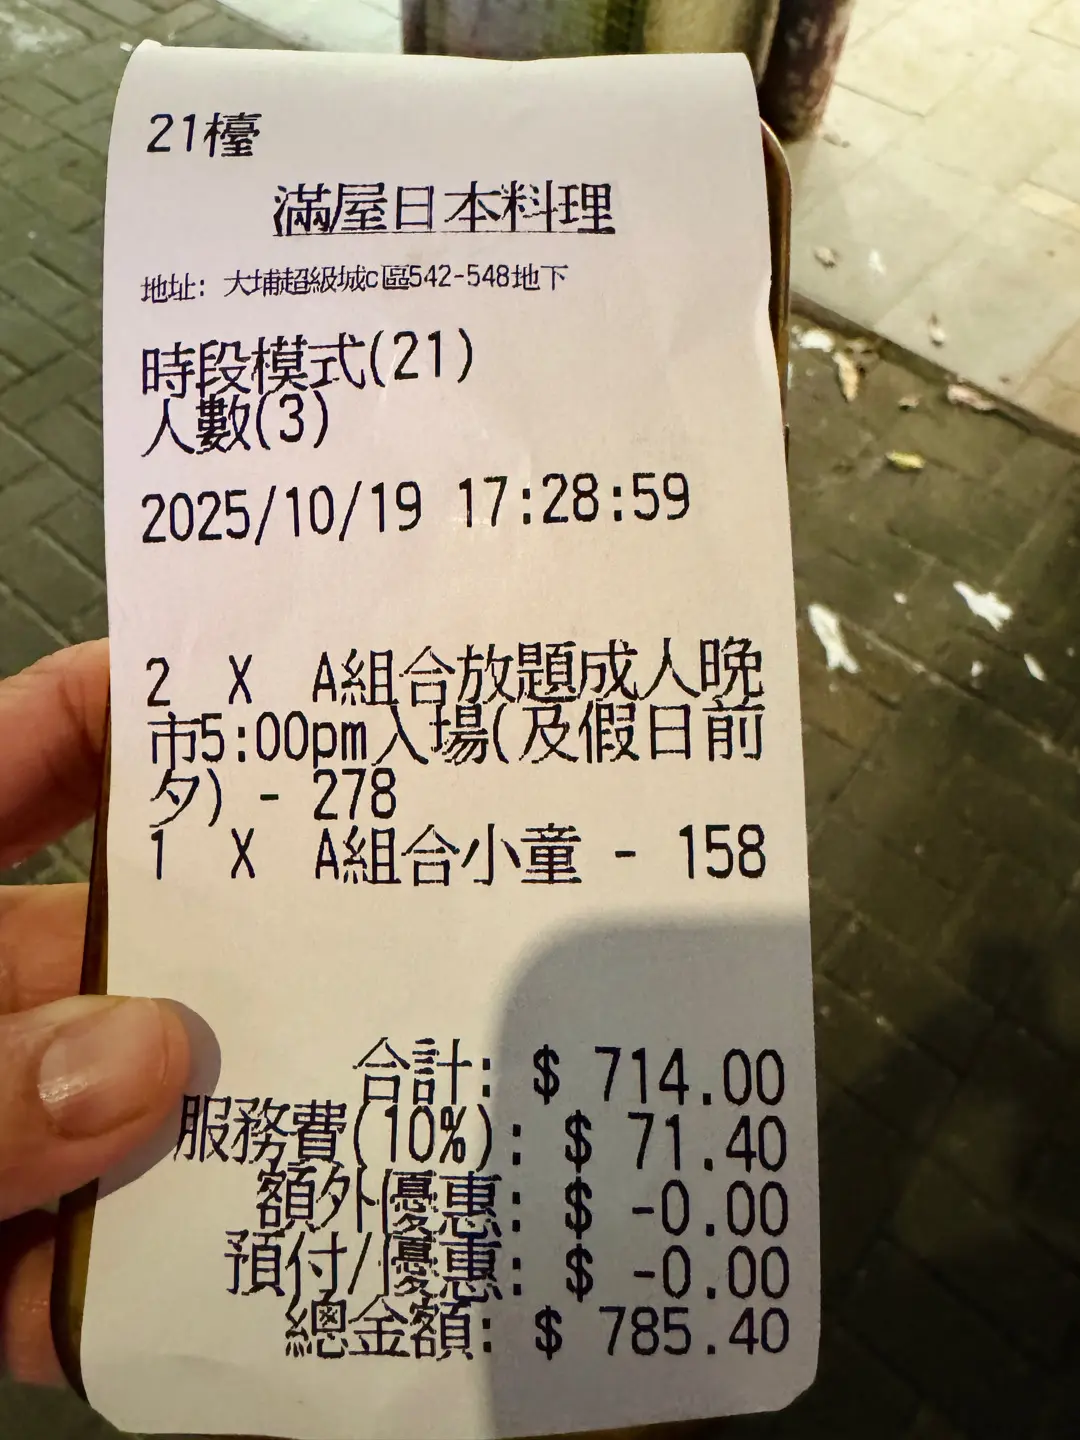 21檯
滿屋日本料理
地址: 大埔超級城c區542-548地下
時段模式(21)
人數(3)
2025/10/19 17:28:59
2 X A組合放題成人晚
市5:00pm入場(及假日前
夕) - 278
1 X A組合小童 - 158
合計: $ 714.00
服務費(10%): $ 71.40
額外優惠: $ -0.00
預付/優惠: $ -0.00
總金額: $ 785.40